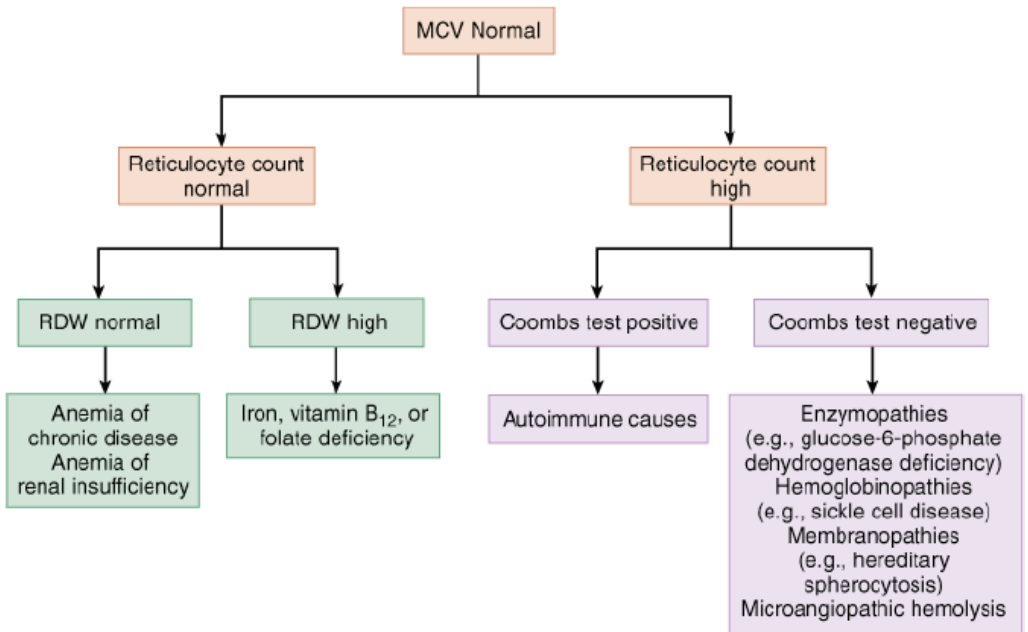 MCV Normal
Reticulocyte count
normal
Reticulocyte count
high
RDW normal
RDW high
Coombs test positive
Coombs test negative
Anemia of
chronic disease
Anemia of
renal insufficiency
Iron, vitamin B₁₂, or
folate deficiency
Autoimmune causes
Enzymopathies
(e.g., glucose-6-phosphate
dehydrogenase deficiency)
Hemoglobinopathies
(e.g., sickle cell disease)
Membranopathies
(e.g., hereditary
spherocytosis)
Microangiopathic hemolysis